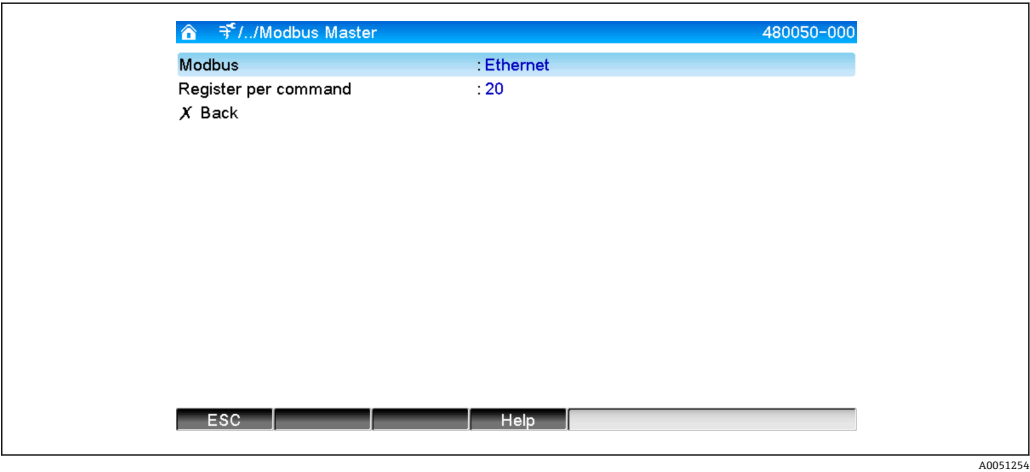 /../Modbus Master 480050-000
Modbus : Ethernet
Register per command : 20
X Back
ESC Help
A0051254